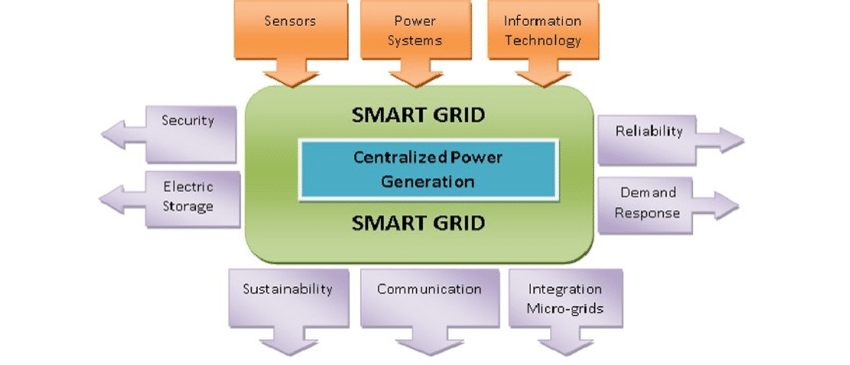 Sensors
Power
Systems
Information
Technology
SMART GRID
Security
Reliability
Centralized Power
Generation
Electric
Storage
Demand
Response
SMART GRID
Sustainability
Communication
Integration
Micro-grids